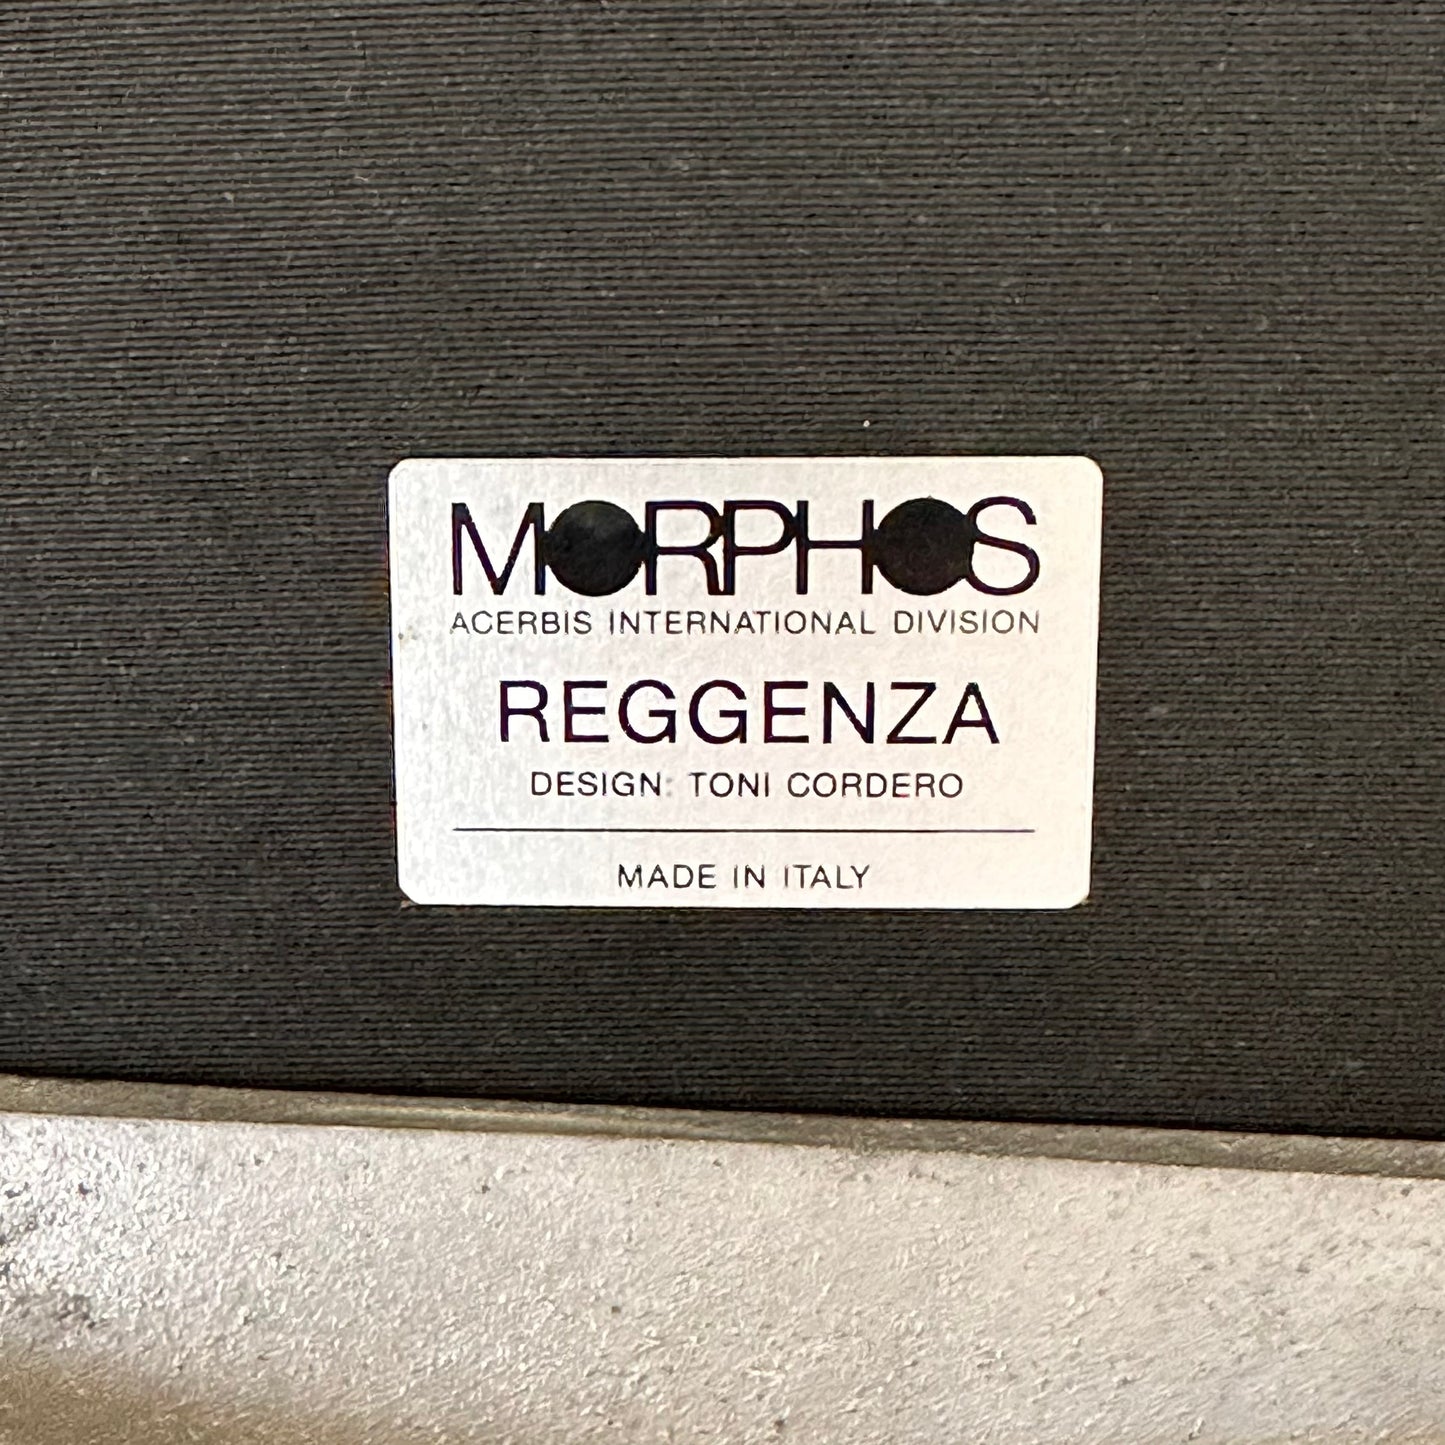 MORPHOS
ACERBIS INTERNATIONAL DIVISION
REGGENZA
DESIGN: TONI CORDERO
MADE IN ITALY